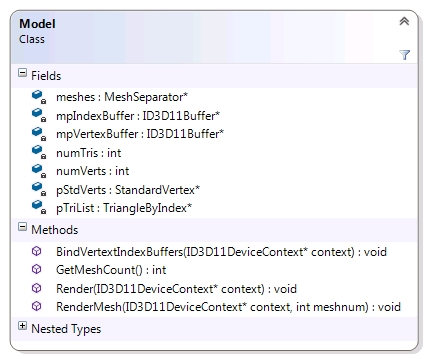 Model
Class
Fields
meshes : MeshSeparator*
mpIndexBuffer : ID3D11Buffer*
mpVertexBuffer : ID3D11Buffer*
numTris : int
numVerts : int
pStdVerts : StandardVertex*
pTriList : TriangleByIndex*
Methods
BindVertextIndexBuffers(ID3D11DeviceContext* context) : void
GetMeshCount() : int
Render(ID3D11DeviceContext* context) : void
RenderMesh(ID3D11DeviceContext* context, int meshnum) : void
Nested Types